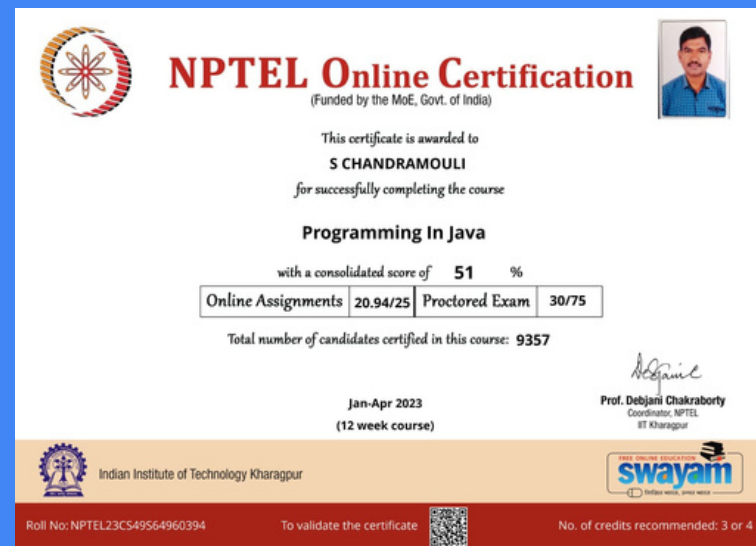 NPTEL Online Certification
(Funded by the MoE, Govt. of India)
This certificate is awarded to
S CHANDRAMOULI
for successfully completing the course
Programming In Java
with a consolidated score of 51 %
Online Assignments 20.94/25 Proctored Exam 30/75
Total number of candidates certified in this course: 9357
Jan-Apr 2023
(12 week course)
Prof. Debjani Chakraborty
Coordinator, NPTEL
IIT Kharagpur
Indian Institute of Technology Kharagpur
FREE ONLINE EDUCATION
swayam
शिक्षित भारत, उन्नत भारत
Roll No: NPTEL23CS49S64960394
To validate the certificate
No. of credits recommended: 3 or 4